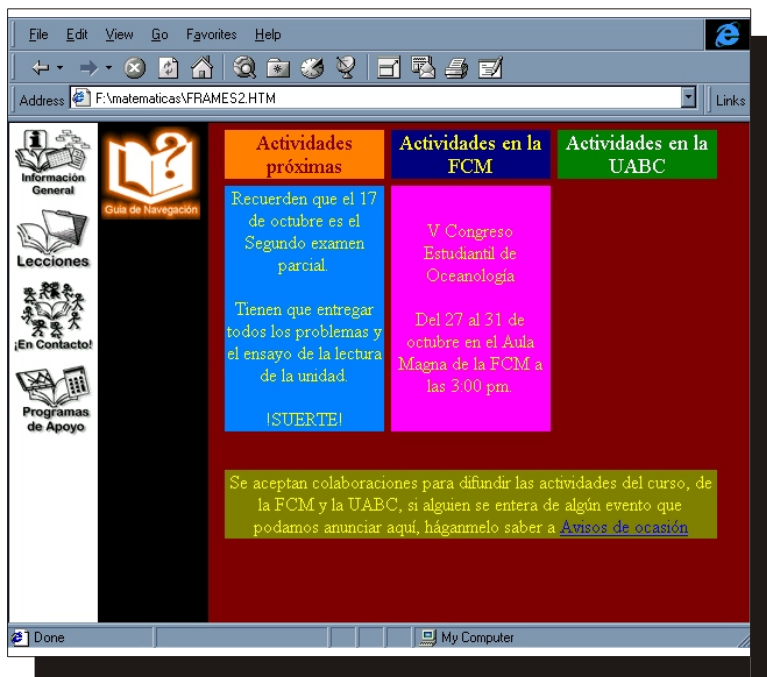 File Edit View Go Favorites Help
Address F:\matematicas\FRAMES2.HTM Links
Información
General
Lecciones
¡En Contacto!
Programas
de Apoyo
Guía de Navegación
Actividades
próximas
Recuerden que el 17
de octubre es el
Segundo examen
parcial.
Tienen que entregar
todos los problemas y
el ensayo de la lectura
de la unidad.
!SUERTE!
Actividades en la
FCM
V Congreso
Estudiantil de
Oceanología
Del 27 al 31 de
octubre en el Aula
Magna de la FCM a
las 3:00 pm.
Actividades en la
UABC
Se aceptan colaboraciones para difundir las actividades del curso, de
la FCM y la UABC, si alguien se entera de algún evento que
podamos anunciar aquí, háganmelo saber a Avisos de ocasión
Done My Computer